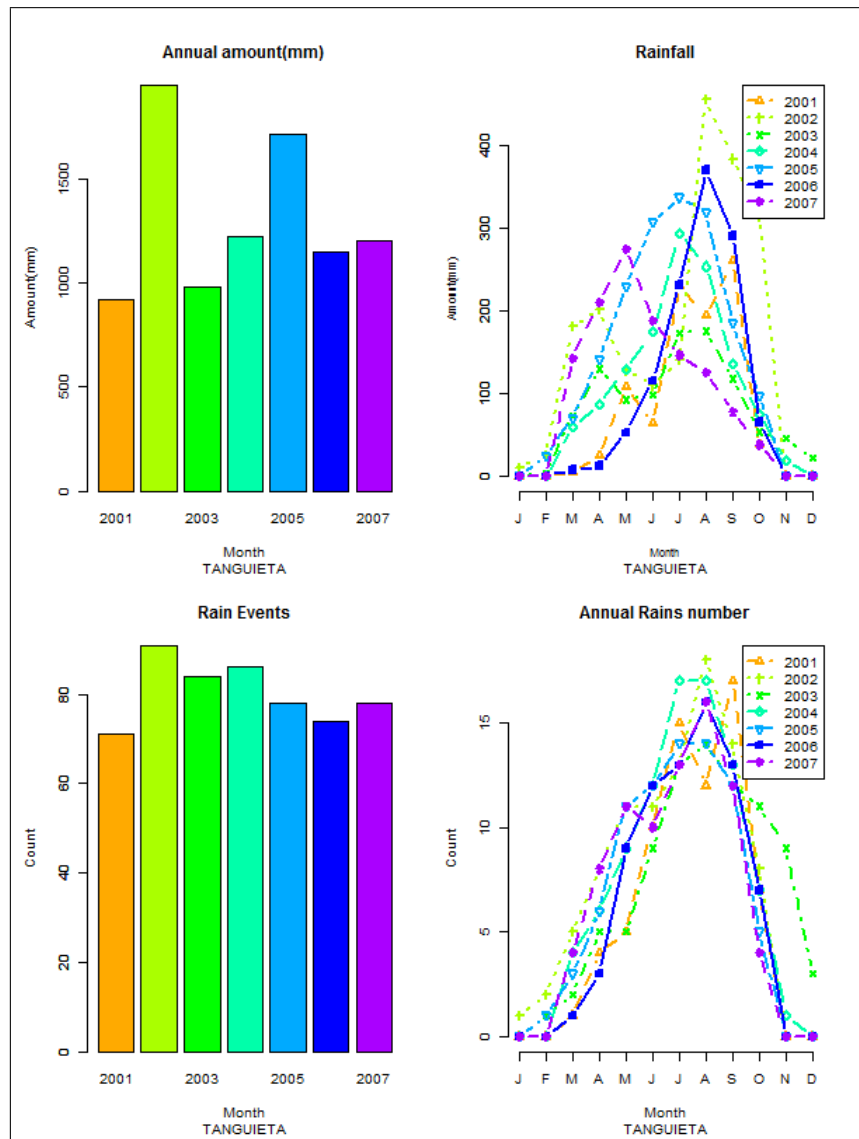 Annual amount(mm)
Amount(mm)
0
500
1000
1500
2001
2003
2005
2007
Month
TANGUIETA
Rainfall
Amount(mm)
0
100
200
300
400
2001
2002
2003
2004
2005
2006
2007
J F M A M J J A S O N D
Month
TANGUIETA
Rain Events
Count
0
20
40
60
80
2001
2003
2005
2007
Month
TANGUIETA
Annual Rains number
Count
0
5
10
15
2001
2002
2003
2004
2005
2006
2007
J F M A M J J A S O N D
Month
TANGUIETA